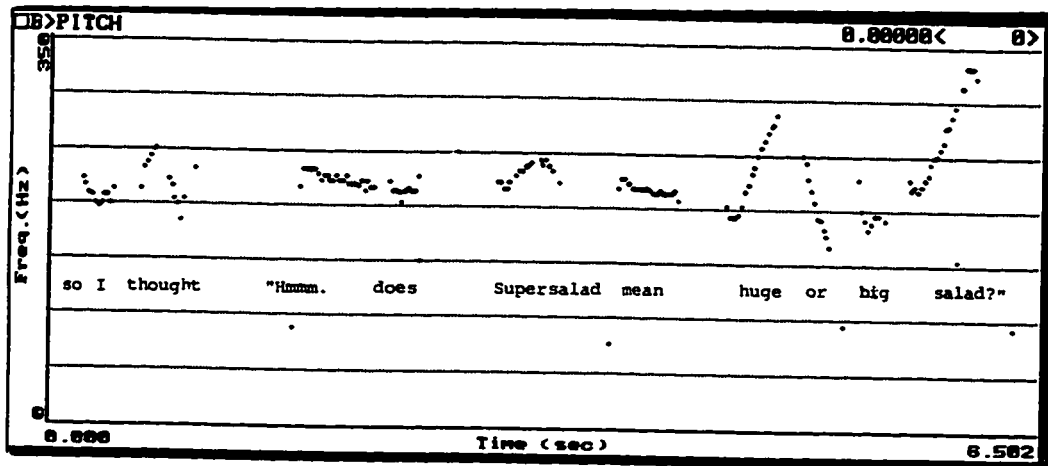 □B>PITCH 0.00000< 0>
350
Freq.(Hz)
so I thought "Hmmm. does Supersalad mean huge or big salad?"
0
0.000 Time (sec) 6.502